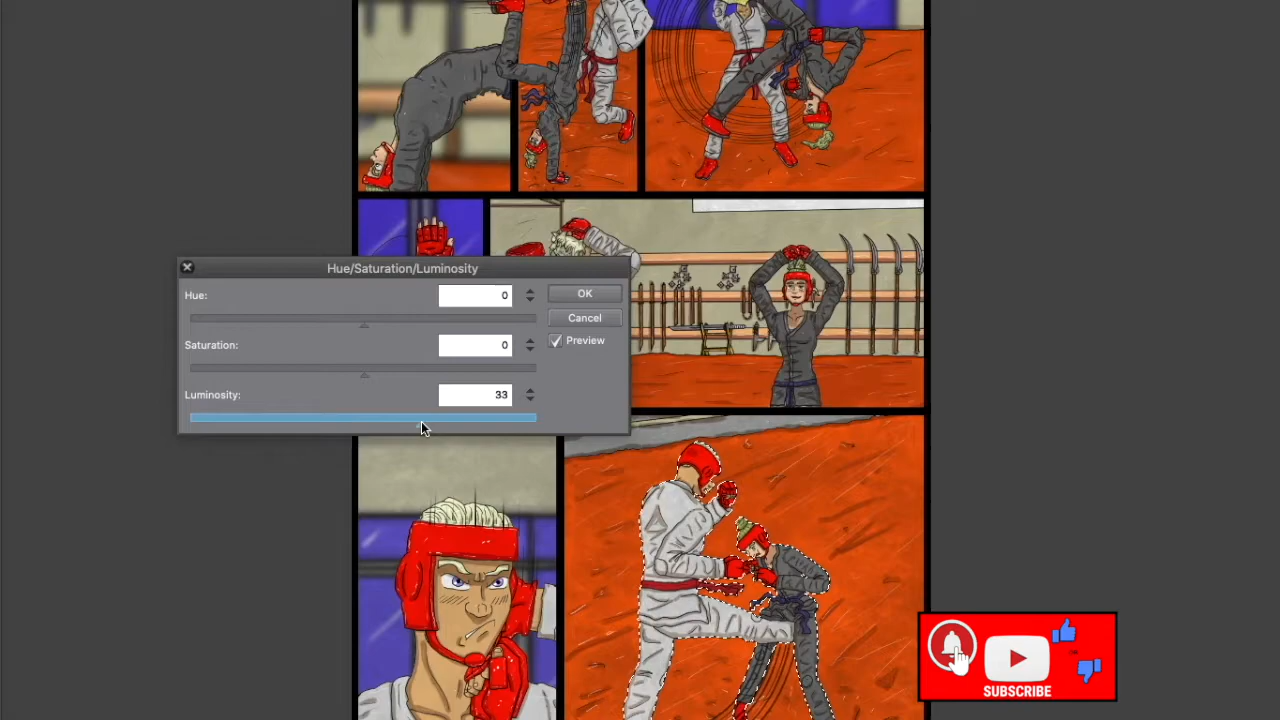 Hue/Saturation/Luminosity
Hue:
0
OK
Cancel
Saturation:
0
Preview
Luminosity:
33
SUBSCRIBE